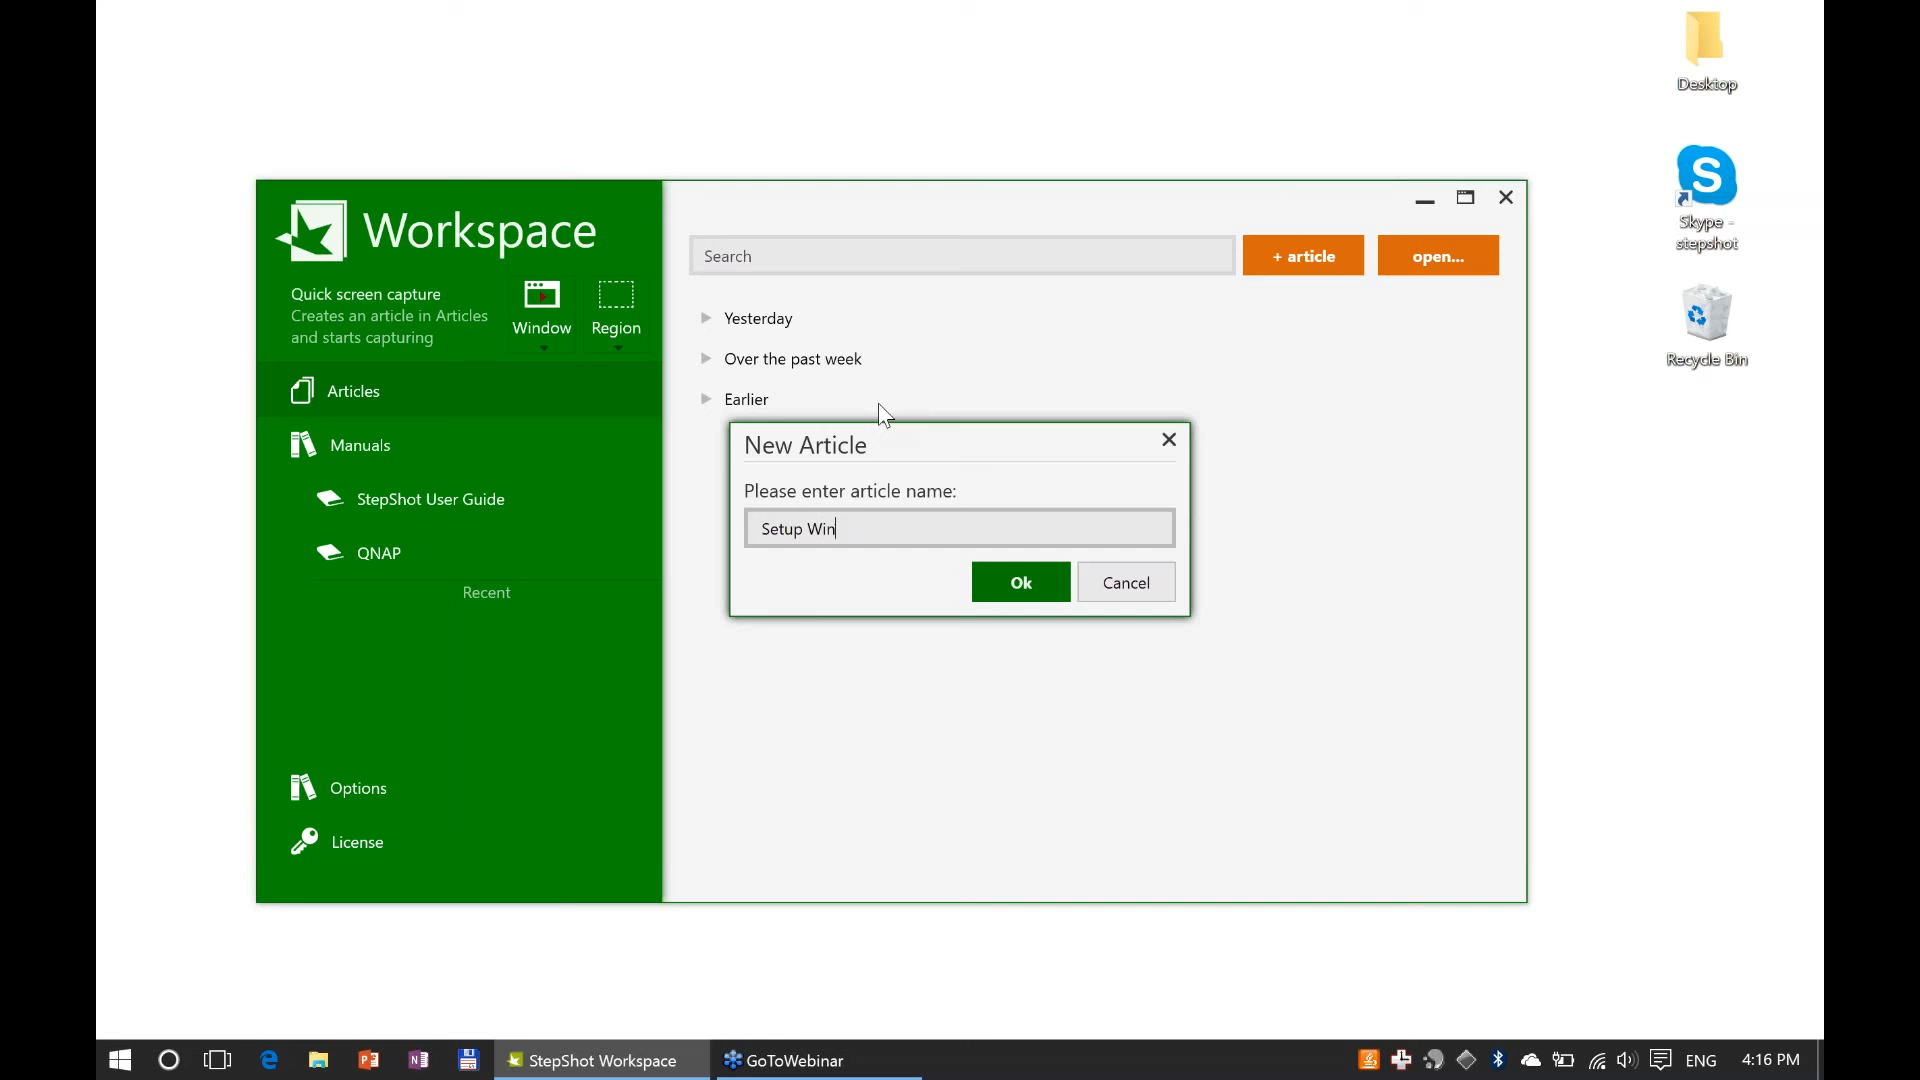 Desktop
Skype -
stepshot
Recycle Bin
Workspace
Quick screen capture
Creates an article in Articles
and starts capturing
Window
Region
Articles
Manuals
StepShot User Guide
QNAP
Recent
Options
License
Search
+ article
open...
Yesterday
Over the past week
Earlier
New Article
Please enter article name:
Setup Win
Ok
Cancel
StepShot Workspace
GoToWebinar
ENG
4:16 PM